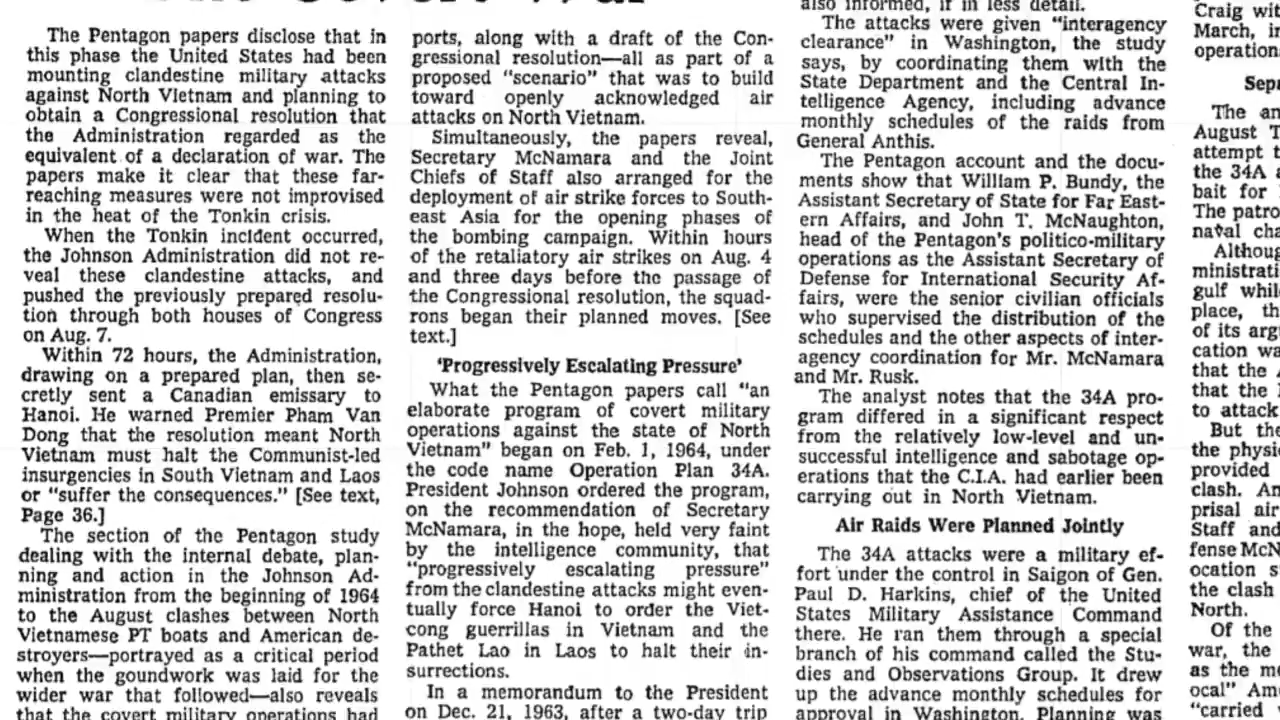 The Covert War
The Pentagon papers disclose that in
this phase the United States had been
mounting clandestine military attacks
against North Vietnam and planning to
obtain a Congressional resolution that
the Administration regarded as the
equivalent of a declaration of war. The
papers make it clear that these far-
reaching measures were not improvised
in the heat of the Tonkin crisis.
When the Tonkin incident occurred,
the Johnson Administration did not re-
veal these clandestine attacks, and
pushed the previously prepared resolu-
tion through both houses of Congress
on Aug. 7.
Within 72 hours, the Administration,
drawing on a prepared plan, then se-
cretly sent a Canadian emissary to
Hanoi. He warned Premier Pham Van
Dong that the resolution meant North
Vietnam must halt the Communist-led
insurgencies in South Vietnam and Laos
or "suffer the consequences." [See text,
Page 36.]
The section of the Pentagon study
dealing with the internal debate, plan-
ning and action in the Johnson Ad-
ministration from the beginning of 1964
to the August clashes between North
Vietnamese PT boats and American de-
stroyers—portrayed as a critical period
when the goundwork was laid for the
wider war that followed—also reveals
that the covert military operations had
ports, along with a draft of the Con-
gressional resolution—all as part of a
proposed "scenario" that was to build
toward openly acknowledged air
attacks on North Vietnam.
Simultaneously, the papers reveal,
Secretary McNamara and the Joint
Chiefs of Staff also arranged for the
deployment of air strike forces to South-
east Asia for the opening phases of
the bombing campaign. Within hours
of the retaliatory air strikes on Aug. 4
and three days before the passage of
the Congressional resolution, the squad-
rons began their planned moves. [See
text.]
'Progressively Escalating Pressure'
What the Pentagon papers call "an
elaborate program of covert military
operations against the state of North
Vietnam" began on Feb. 1, 1964, under
the code name Operation Plan 34A.
President Johnson ordered the program,
on the recommendation of Secretary
McNamara, in the hope, held very faint
by the intelligence community, that
"progressively escalating pressure"
from the clandestine attacks might even-
tually force Hanoi to order the Viet-
cong guerrillas in Vietnam and the
Pathet Lao in Laos to halt their in-
surrections.
In a memorandum to the President
on Dec. 21, 1963, after a two-day trip
also informed, if in less detail.
The attacks were given "interagency
clearance" in Washington, the study
says, by coordinating them with the
State Department and the Central In-
telligence Agency, including advance
monthly schedules of the raids from
General Anthis.
The Pentagon account and the docu-
ments show that William P. Bundy, the
Assistant Secretary of State for Far East-
ern Affairs, and John T. McNaughton,
head of the Pentagon's politico-military
operations as the Assistant Secretary of
Defense for International Security Af-
fairs, were the senior civilian officials
who supervised the distribution of the
schedules and the other aspects of inter-
agency coordination for Mr. McNamara
and Mr. Rusk.
The analyst notes that the 34A pro-
gram differed in a significant respect
from the relatively low-level and un-
successful intelligence and sabotage op-
erations that the C.I.A. had earlier been
carrying out in North Vietnam.
Air Raids Were Planned Jointly
The 34A attacks were a military ef-
fort under the control in Saigon of Gen.
Paul D. Harkins, chief of the United
States Military Assistance Command
there. He ran them through a special
branch of his command called the Stu-
dies and Observations Group. It drew
up the advance monthly schedules for
approval in Washington. Planning was
Craig wit
March, in
operation
Sep
The an
August T
attempt t
the 34A a
bait for
The patro
naval cha
Althoug
ministrati
gulf while
place, th
of its argu
cation wa
that the
that the
to attack
But the
the physi
provided
clash. An
prisal air
Staff and
fense McN
ocation s
the clash
North.
Of the
war, the
as the mo
ocal" Ame
"carried